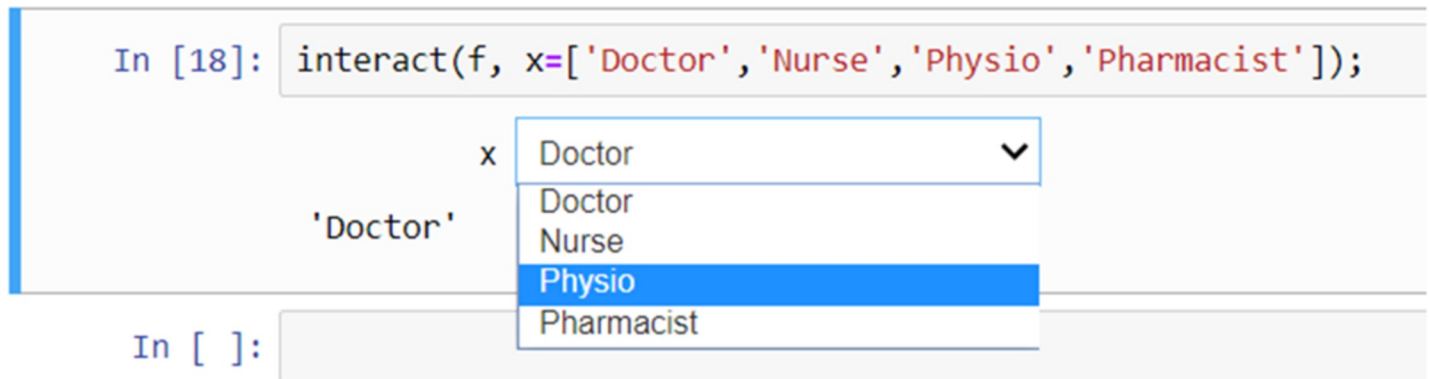 In [18]: interact(f, x=['Doctor','Nurse','Physio','Pharmacist']);
x Doctor
Doctor
'Doctor'
Nurse
Physio
Pharmacist
In [ ]: